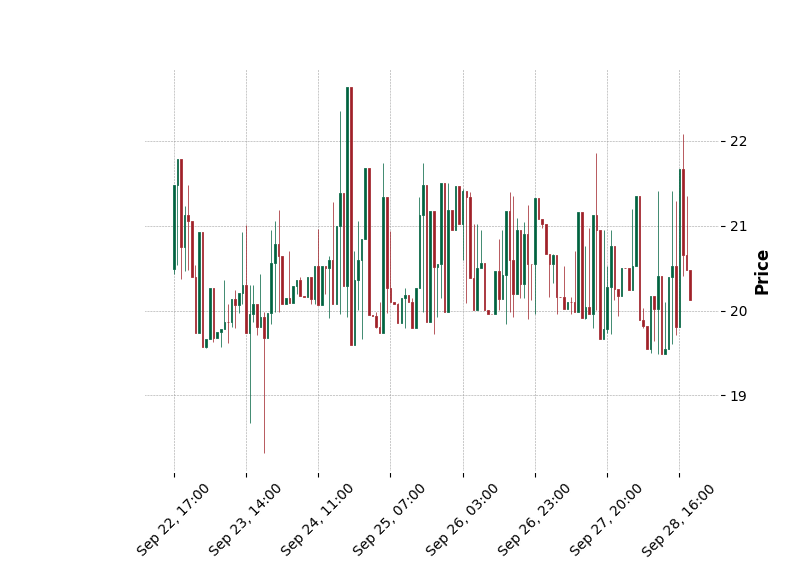 22
21
20
19
Price
Sep 22, 17:00
Sep 23, 14:00
Sep 24, 11:00
Sep 25, 07:00
Sep 26, 03:00
Sep 26, 23:00
Sep 27, 20:00
Sep 28, 16:00